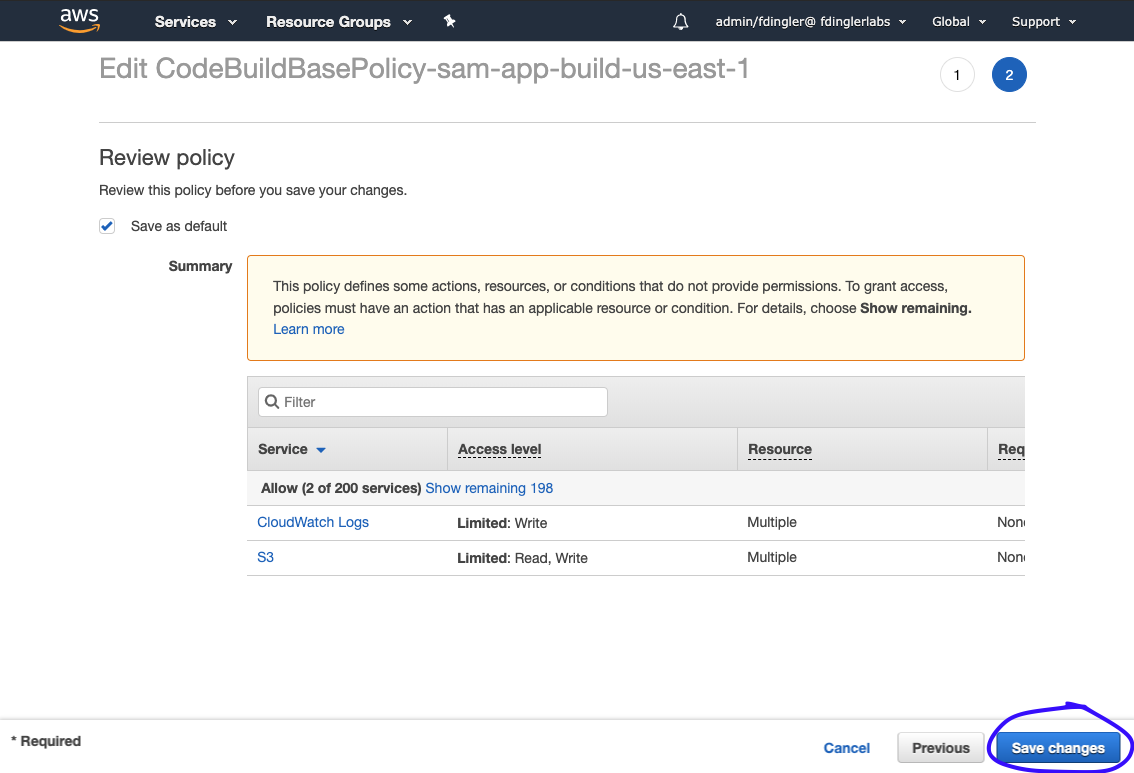 aws Services Resource Groups admin/fdingler@ fdinglerlabs Global Support
Edit CodeBuildBasePolicy-sam-app-build-us-east-1
1 2
Review policy
Review this policy before you save your changes.
Save as default
Summary
This policy defines some actions, resources, or conditions that do not provide permissions. To grant access,
policies must have an action that has an applicable resource or condition. For details, choose Show remaining.
Learn more
Filter
Service Access level Resource Req
Allow (2 of 200 services) Show remaining 198
CloudWatch Logs Limited: Write Multiple None
S3 Limited: Read, Write Multiple None
* Required Cancel Previous Save changes